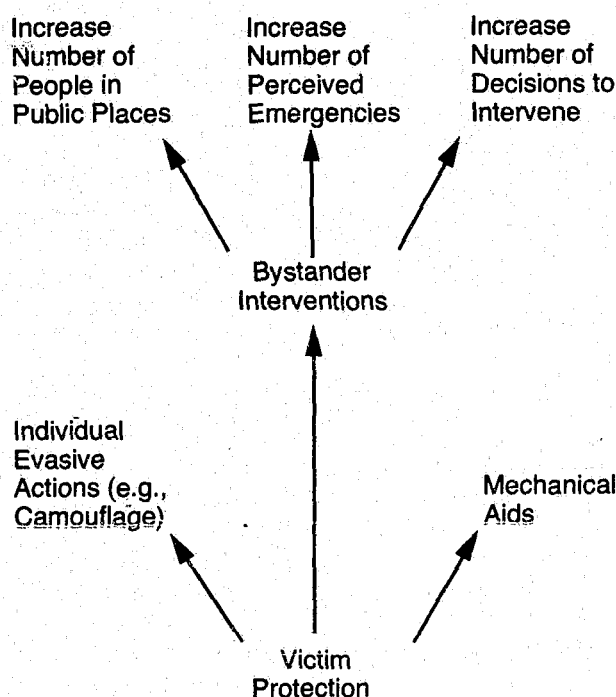 Increase
Number of
People in
Public Places
Increase
Number of
Perceived
Emergencies
Increase
Number of
Decisions to
Intervene
Bystander
Interventions
Individual
Evasive
Actions (e.g.,
Camouflage)
Mechanical
Aids
Victim
Protection